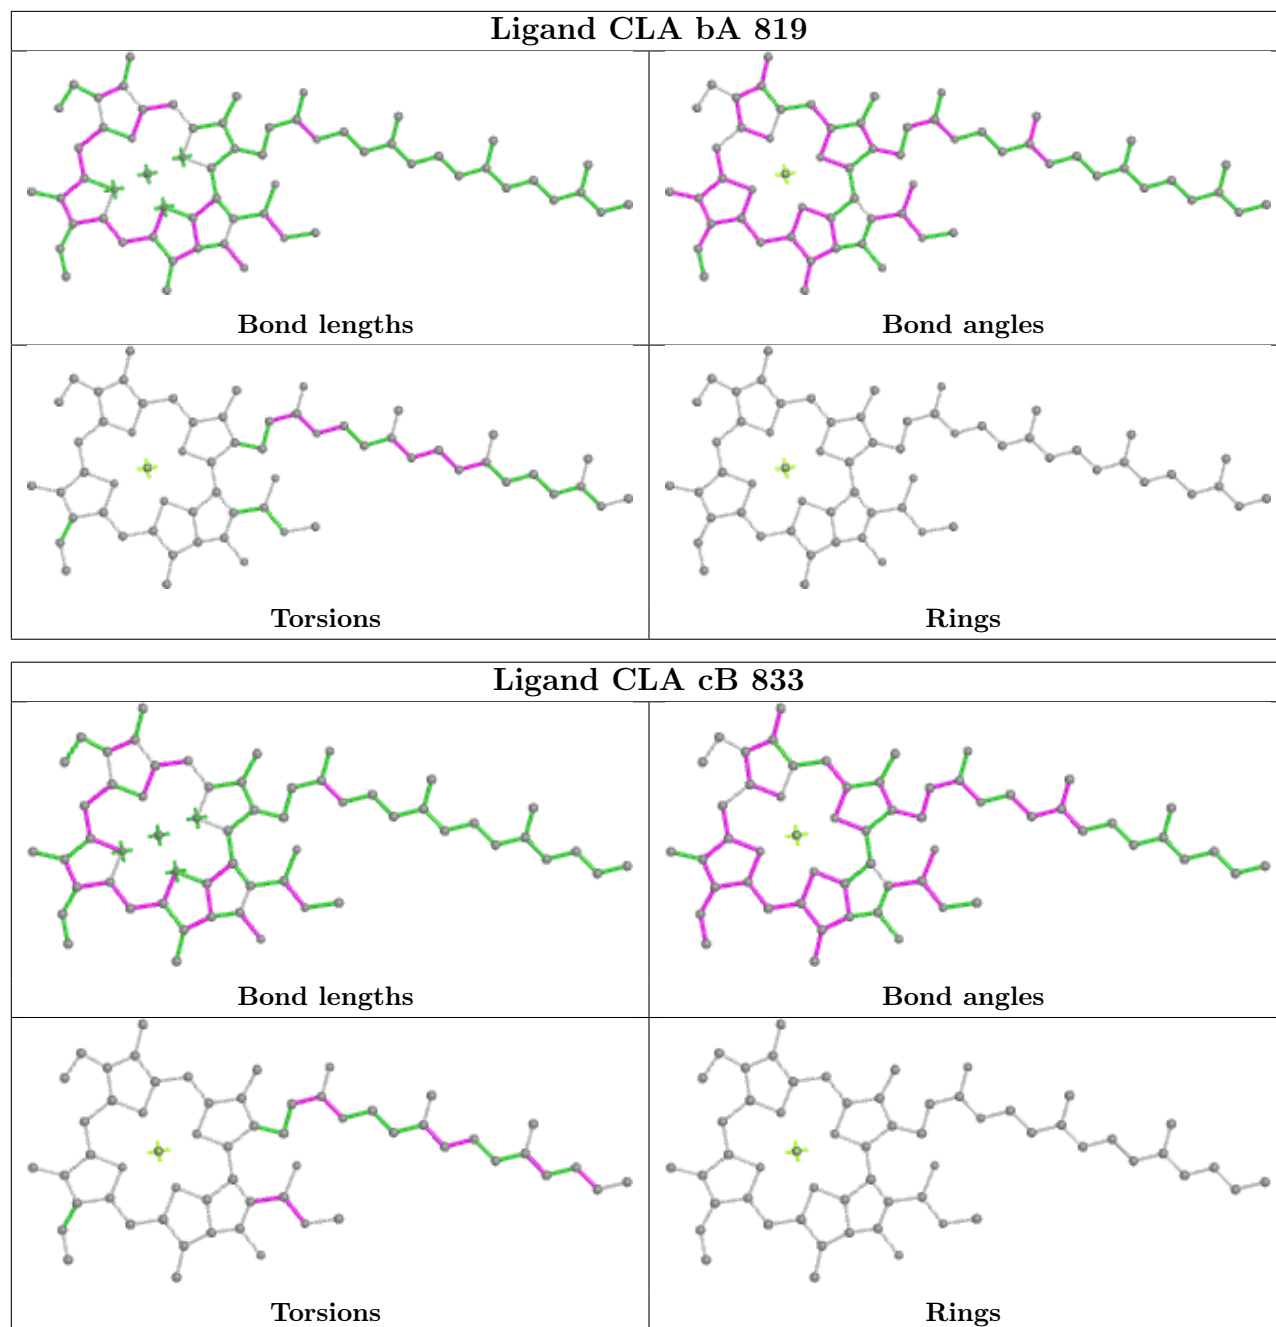 Ligand CLA bA 819
Bond lengths
Bond angles
Torsions
Rings
Ligand CLA cB 833
Bond lengths
Bond angles
Torsions
Rings